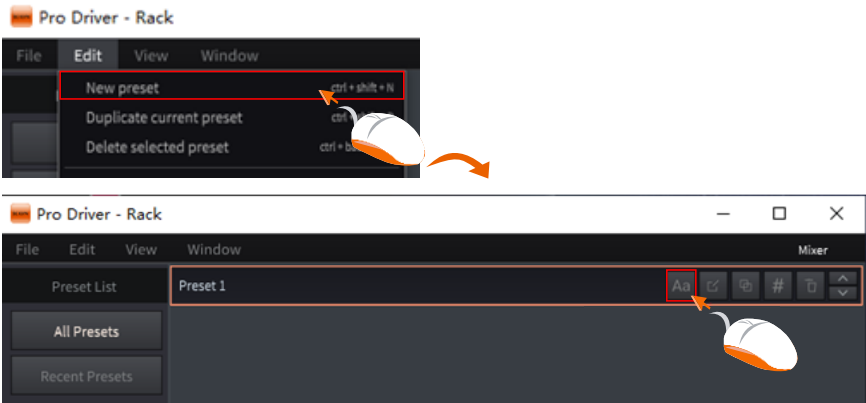 Pro Driver - Rack
File Edit View Window
New preset ctrl + shift + N
Duplicate current preset
Delete selected preset
Pro Driver - Rack
File Edit View Window Mixer
Preset List Preset 1 Aa #
All Presets
Recent Presets